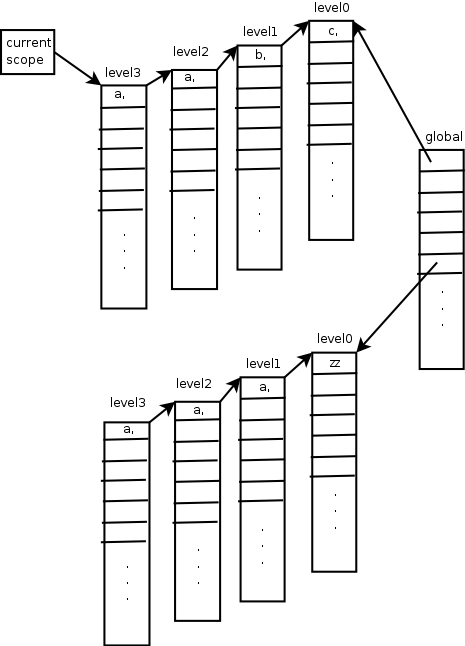 level0
current
scope
level1
level2
level3
c,
b,
a,
a,
global
level0
level1
level2
level3
zz
a,
a,
a,